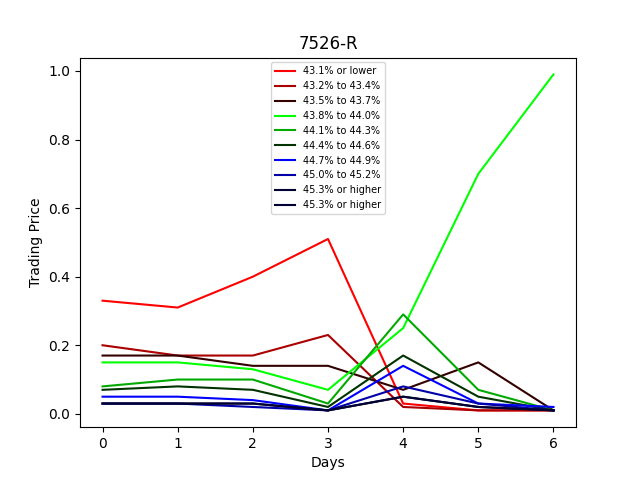 7526-R
1.0
0.8
0.6
0.4
0.2
0.0
Trading Price
43.1% or lower
43.2% to 43.4%
43.5% to 43.7%
43.8% to 44.0%
44.1% to 44.3%
44.4% to 44.6%
44.7% to 44.9%
45.0% to 45.2%
45.3% or higher
45.3% or higher
0 1 2 3 4 5 6
Days